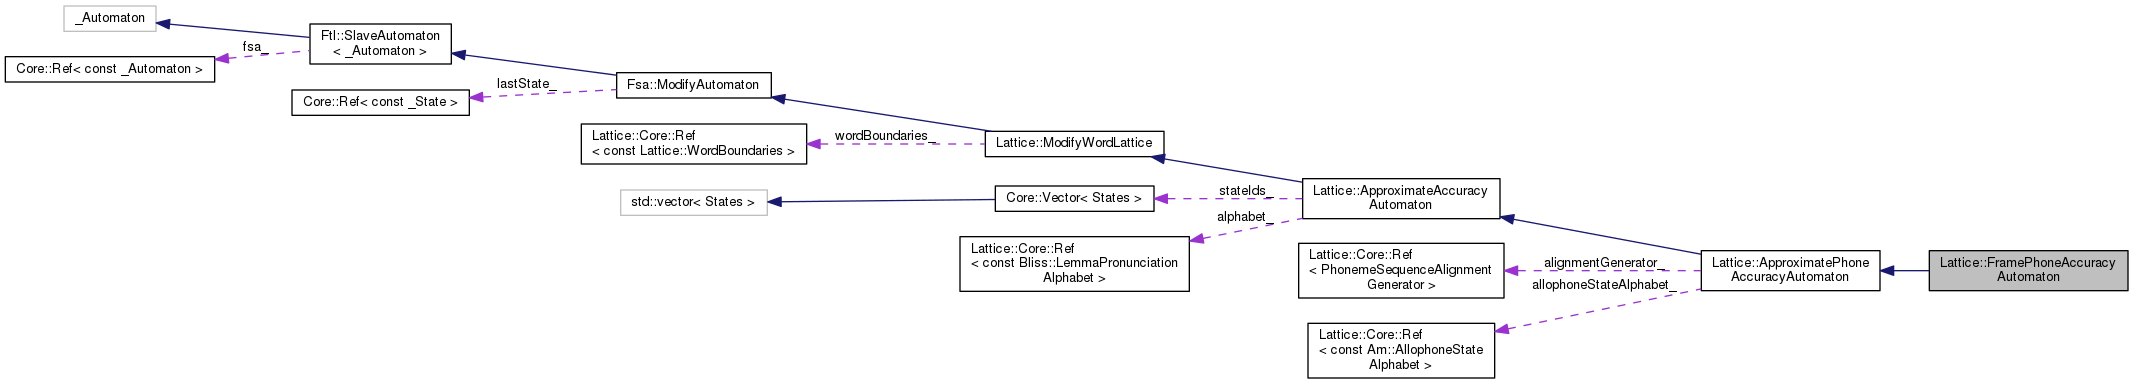 _Automaton
Ftl::SlaveAutomaton
< _Automaton >
fsa_
Core::Ref< const _Automaton >
Fsa::ModifyAutomaton
lastState_
Core::Ref< const _State >
Lattice::Core::Ref
< const Lattice::WordBoundaries >
wordBoundaries_
Lattice::ModifyWordLattice
std::vector< States >
Core::Vector< States >
stateIds_
Lattice::ApproximateAccuracy
Automaton
alphabet_
Lattice::Core::Ref
< const Bliss::LemmaPronunciation
Alphabet >
Lattice::Core::Ref
< PhonemeSequenceAlignment
Generator >
alignmentGenerator_
allophoneStateAlphabet_
Lattice::ApproximatePhone
AccuracyAutomaton
Lattice::FramePhoneAccuracy
Automaton
Lattice::Core::Ref
< const Am::AllophoneState
Alphabet >